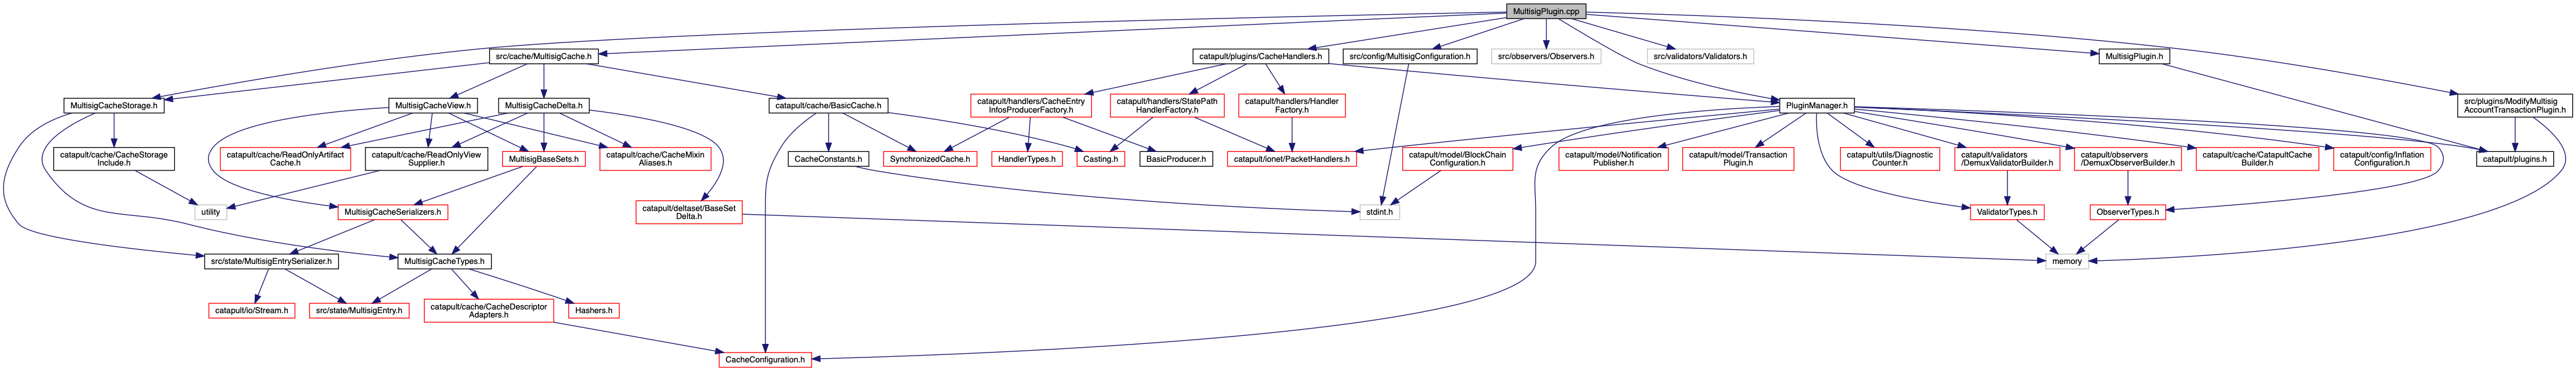 MultisigPlugin.cpp
src/cache/MultisigCache.h
catapult/plugins/CacheHandlers.h
src/config/MultisigConfiguration.h
src/observers/Observers.h
src/validators/Validators.h
MultisigPlugin.h
MultisigCacheStorage.h
MultisigCacheView.h
MultisigCacheDelta.h
catapult/cache/BasicCache.h
catapult/handlers/CacheEntry
InfosProducerFactory.h
catapult/handlers/StatePath
HandlerFactory.h
catapult/handlers/Handler
Factory.h
PluginManager.h
src/plugins/ModifyMultisig
AccountTransactionPlugin.h
catapult/cache/CacheStorage
Include.h
catapult/cache/ReadOnlyArtifact
Cache.h
catapult/cache/ReadOnlyView
Supplier.h
MultisigBaseSets.h
catapult/cache/CacheMixin
Aliases.h
CacheConstants.h
SynchronizedCache.h
HandlerTypes.h
Casting.h
BasicProducer.h
catapult/ionet/PacketHandlers.h
catapult/model/BlockChain
Configuration.h
catapult/model/Notification
Publisher.h
catapult/model/Transaction
Plugin.h
catapult/utils/Diagnostic
Counter.h
catapult/validators
/DemuxValidatorBuilder.h
catapult/observers
/DemuxObserverBuilder.h
catapult/cache/CatapultCache
Builder.h
catapult/config/Inflation
Configuration.h
catapult/plugins.h
utility
MultisigCacheSerializers.h
catapult/deltaset/BaseSet
Delta.h
stdint.h
ValidatorTypes.h
ObserverTypes.h
src/state/MultisigEntrySerializer.h
MultisigCacheTypes.h
memory
catapult/io/Stream.h
src/state/MultisigEntry.h
catapult/cache/CacheDescriptor
Adapters.h
Hashers.h
CacheConfiguration.h